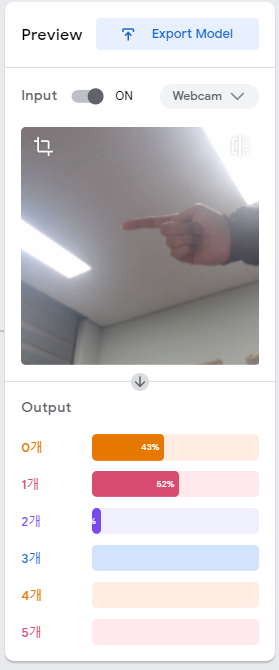 Preview
Export Model
Input ON Webcam
Output
0개 43%
1개 52%
2개 %
3개
4개
5개